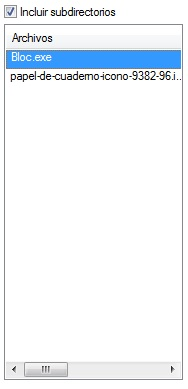 Incluir subdirectorios
Archivos
Bloc.exe
papel-de-cuaderno-icono-9382-96.i...